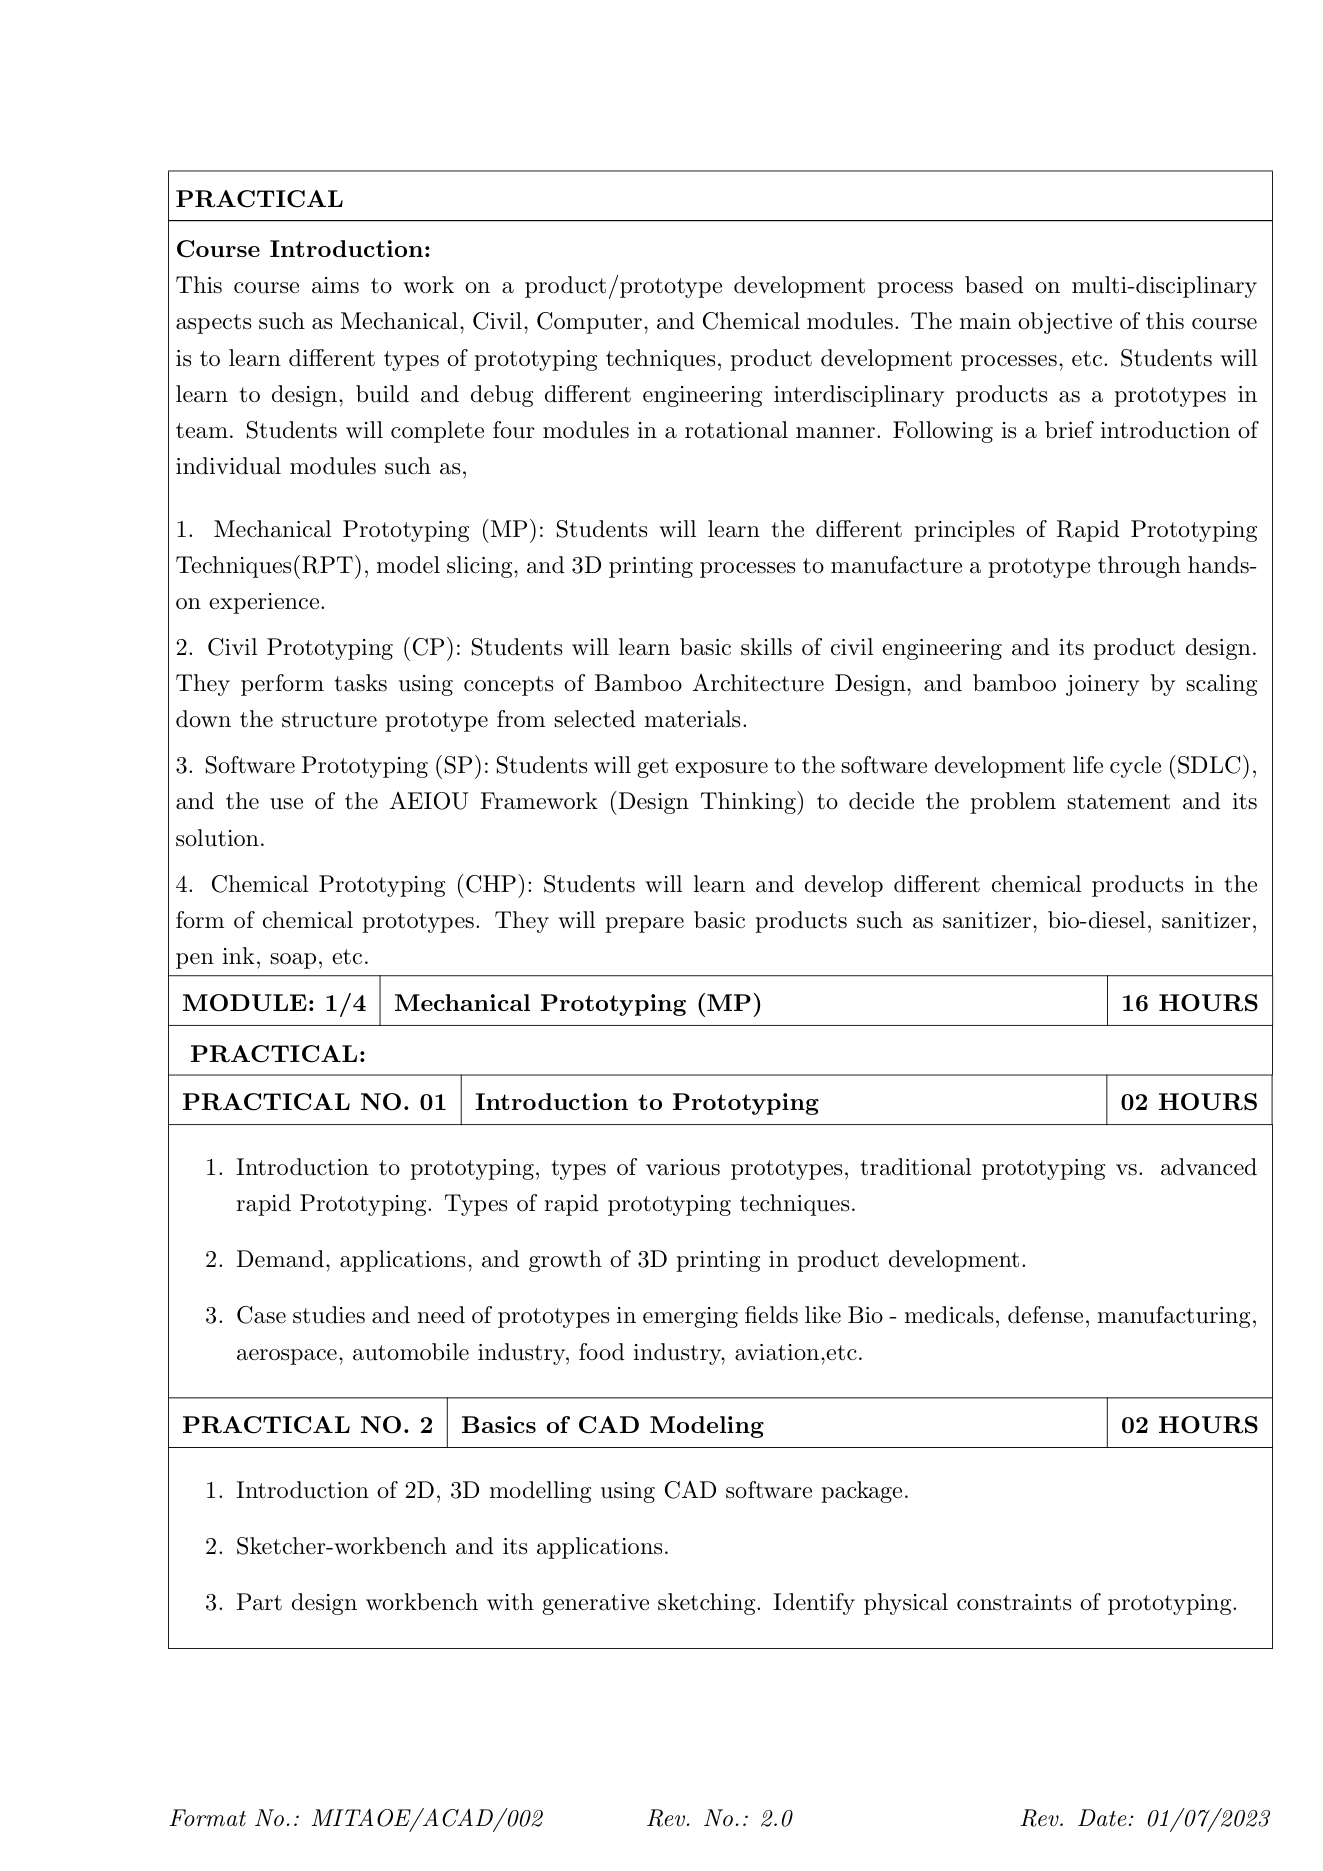 PRACTICAL
Course Introduction:
This course aims to work on a product/prototype development process based on multi-disciplinary
aspects such as Mechanical, Civil, Computer, and Chemical modules. The main objective of this course
is to learn different types of prototyping techniques, product development processes, etc. Students will
learn to design, build and debug different engineering interdisciplinary products as a prototypes in
team. Students will complete four modules in a rotational manner. Following is a brief introduction of
individual modules such as,
1. Mechanical Prototyping (MP): Students will learn the different principles of Rapid Prototyping
Techniques(RPT), model slicing, and 3D printing processes to manufacture a prototype through hands-
on experience.
2. Civil Prototyping (CP): Students will learn basic skills of civil engineering and its product design.
They perform tasks using concepts of Bamboo Architecture Design, and bamboo joinery by scaling
down the structure prototype from selected materials.
3. Software Prototyping (SP): Students will get exposure to the software development life cycle (SDLC),
and the use of the AEIOU Framework (Design Thinking) to decide the problem statement and its
solution.
4. Chemical Prototyping (CHP): Students will learn and develop different chemical products in the
form of chemical prototypes. They will prepare basic products such as sanitizer, bio-diesel, sanitizer,
pen ink, soap, etc.
MODULE: 1/4 Mechanical Prototyping (MP) 16 HOURS
PRACTICAL:
PRACTICAL NO. 01 Introduction to Prototyping 02 HOURS
1. Introduction to prototyping, types of various prototypes, traditional prototyping vs. advanced
rapid Prototyping. Types of rapid prototyping techniques.
2. Demand, applications, and growth of 3D printing in product development.
3. Case studies and need of prototypes in emerging fields like Bio - medicals, defense, manufacturing,
aerospace, automobile industry, food industry, aviation,etc.
PRACTICAL NO. 2 Basics of CAD Modeling 02 HOURS
1. Introduction of 2D, 3D modelling using CAD software package.
2. Sketcher-workbench and its applications.
3. Part design workbench with generative sketching. Identify physical constraints of prototyping.
Format No.: MITAOE/ACAD/002 Rev. No.: 2.0 Rev. Date: 01/07/2023